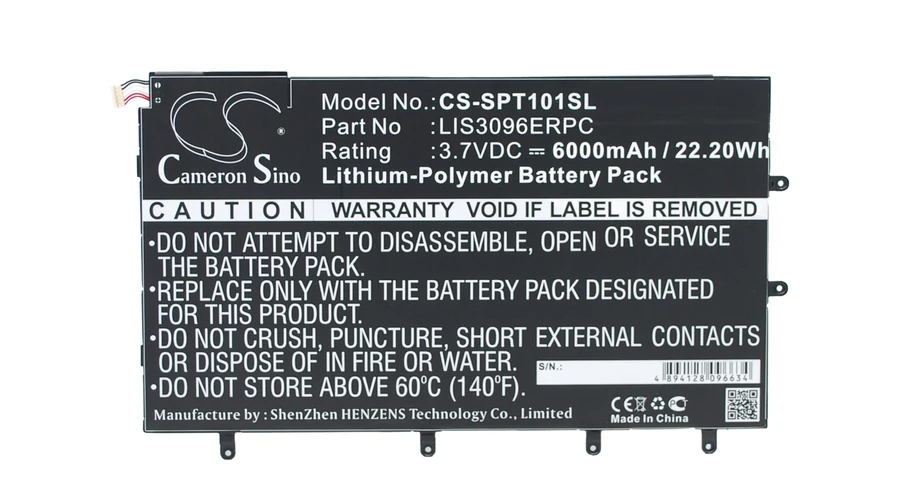 CS
®
Cameron Sino
Model No.: CS-SPT101SL
Part No : LIS3096ERPC
Rating : 3.7VDC ⎓ 6000mAh / 22.20Wh
Lithium-Polymer Battery Pack
CAUTION WARRANTY VOID IF LABEL IS REMOVED
•DO NOT ATTEMPT TO DISASSEMBLE, OPEN OR SERVICE
THE BATTERY PACK.
•REPLACE ONLY WITH THE BATTERY PACK DESIGNATED
FOR THIS PRODUCT.
•DO NOT CRUSH, PUNCTURE, SHORT EXTERNAL CONTACTS
OR DISPOSE OF IN FIRE OR WATER.
•DO NOT STORE ABOVE 60°C (140°F).
S/N.:
4 894128 096634
Manufacture by : ShenZhen HENZENS Technology Co., Limited
CE
Made In China